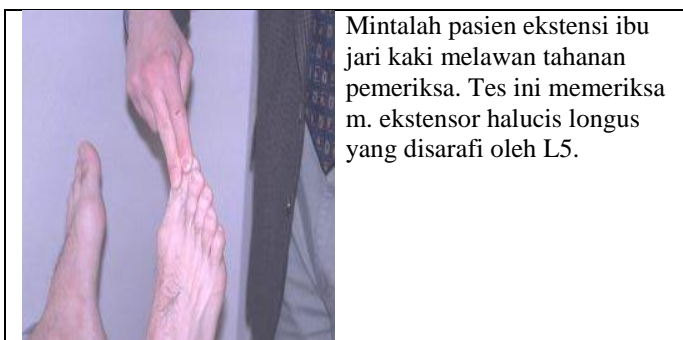 Mintalah pasien ekstensi ibu
jari kaki melawan tahanan
pemeriksa. Tes ini memeriksa
m. ekstensor halucis longus
yang disarafi oleh L5.